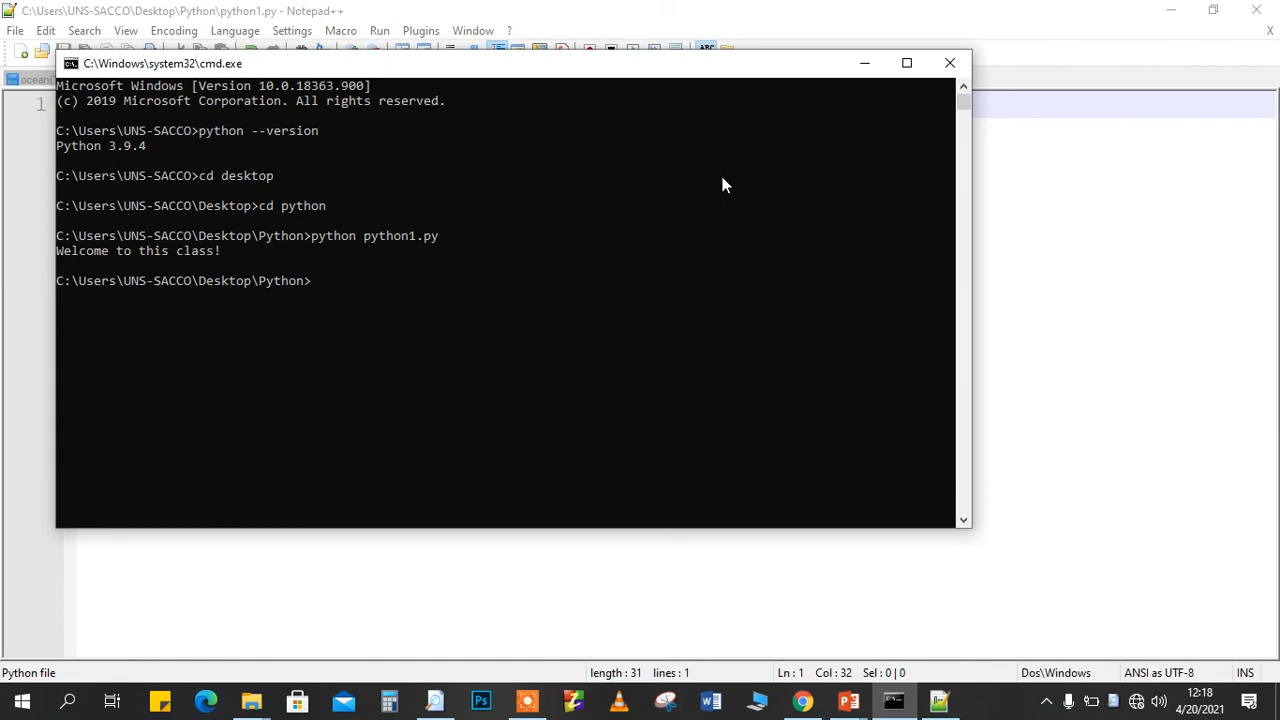 C:\Users\UNS-SACCO\Desktop\Python\python1.py - Notepad++
File Edit Search View Encoding Language Settings Macro Run Plugins Window ? X
ABC
C:\Windows\system32\cmd.exe
ocean
1
Microsoft Windows [Version 10.0.18363.900]
(c) 2019 Microsoft Corporation. All rights reserved.
C:\Users\UNS-SACCO>python --version
Python 3.9.4
C:\Users\UNS-SACCO>cd desktop
C:\Users\UNS-SACCO\Desktop>cd python
C:\Users\UNS-SACCO\Desktop\Python>python python1.py
Welcome to this class!
C:\Users\UNS-SACCO\Desktop\Python>
Python file length : 31 lines : 1 Ln : 1 Col : 32 Sel : 0 | 0 Dos\Windows ANSI as UTF-8 INS
12:18
4/20/2021